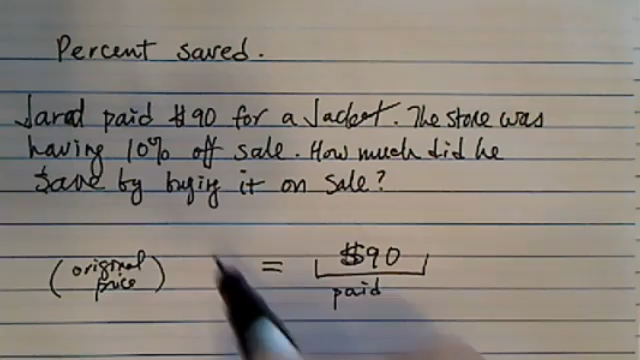 Percent saved.
Jarad paid $90 for a Jacket. The store was
having 10% off sale. How much did he
save by buying it on sale?
(original price) = $90
paid